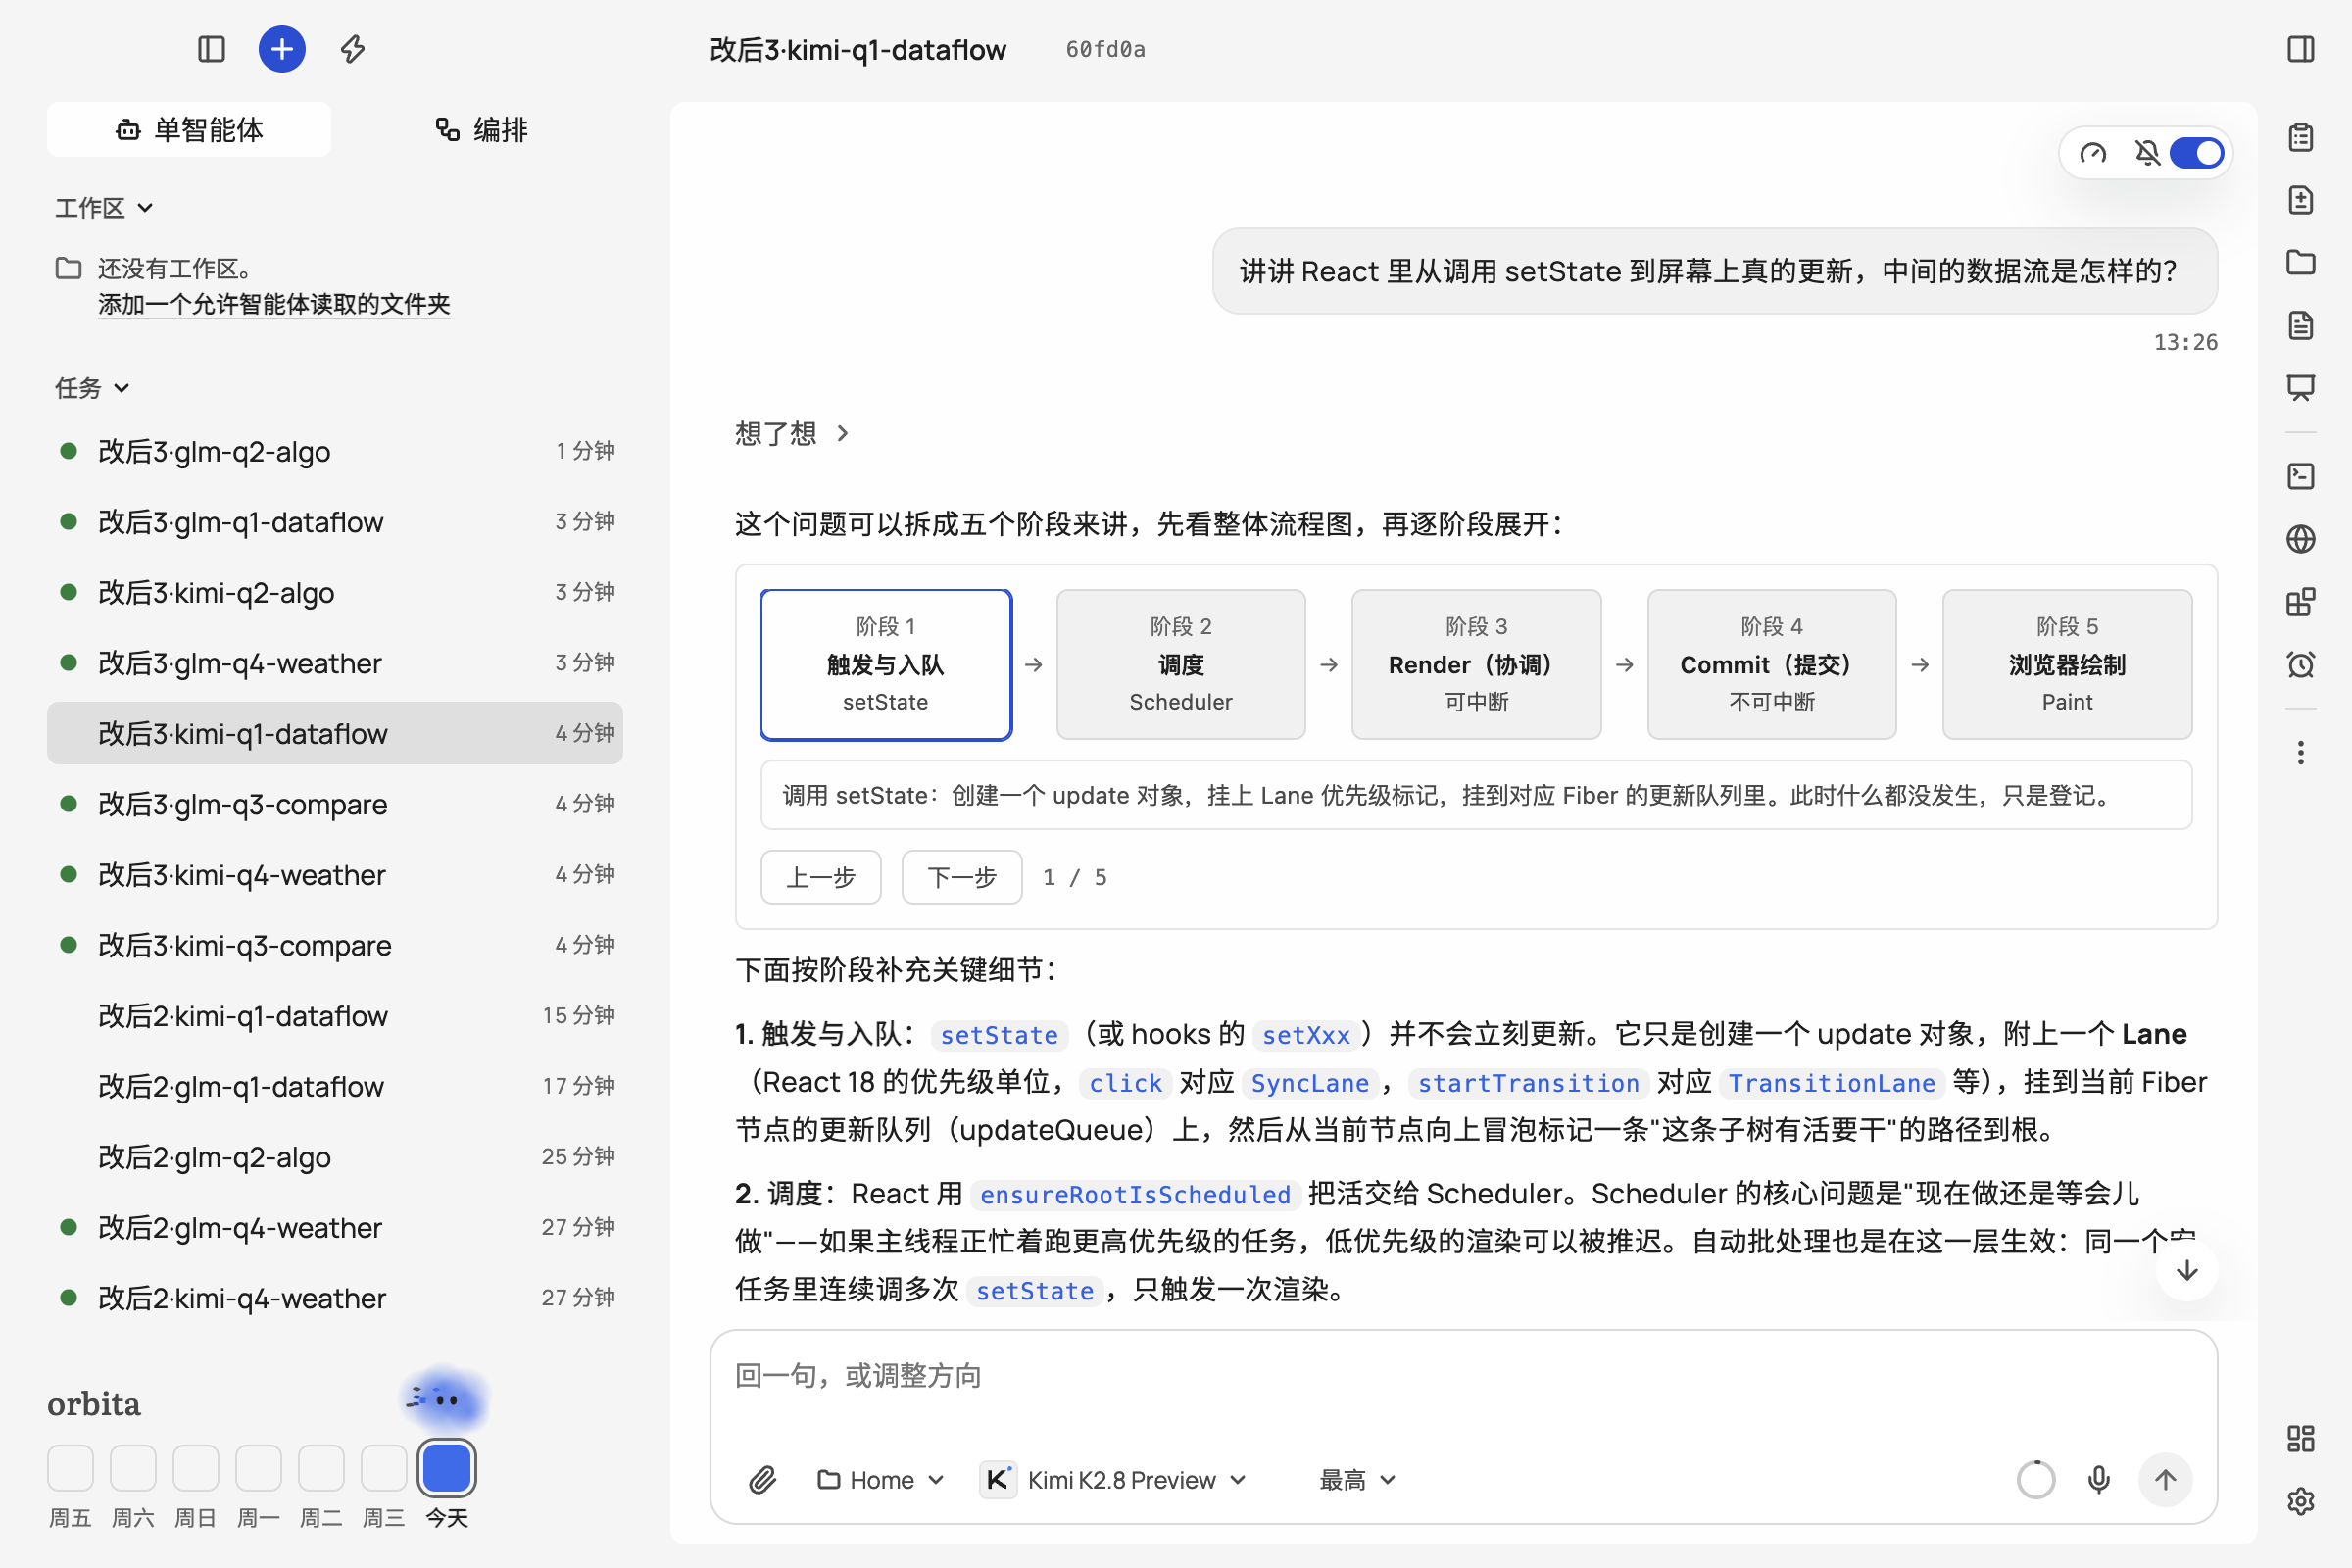 改后3·kimi-q1-dataflow
60fd0a
单智能体
编排
工作区
还没有工作区。
添加一个允许智能体读取的文件夹
任务
改后3·glm-q2-algo 1 分钟
改后3·glm-q1-dataflow 3 分钟
改后3·kimi-q2-algo 3 分钟
改后3·glm-q4-weather 3 分钟
改后3·kimi-q1-dataflow 4 分钟
改后3·glm-q3-compare 4 分钟
改后3·kimi-q4-weather 4 分钟
改后3·kimi-q3-compare 4 分钟
改后2·kimi-q1-dataflow 15 分钟
改后2·glm-q1-dataflow 17 分钟
改后2·glm-q2-algo 25 分钟
改后2·glm-q4-weather 27 分钟
改后2·kimi-q4-weather 27 分钟
orbita
周五 周六 周日 周一 周二 周三 今天
讲讲 React 里从调用 setState 到屏幕上真的更新，中间的数据流是怎样的？
13:26
想了想
这个问题可以拆成五个阶段来讲，先看整体流程图，再逐阶段展开：
阶段 1
触发与入队
setState
→
阶段 2
调度
Scheduler
→
阶段 3
Render（协调）
可中断
→
阶段 4
Commit（提交）
不可中断
→
阶段 5
浏览器绘制
Paint
调用 setState：创建一个 update 对象，挂上 Lane 优先级标记，挂到对应 Fiber 的更新队列里。此时什么都没发生，只是登记。
上一步 下一步 1 / 5
下面按阶段补充关键细节：
1. 触发与入队：setState（或 hooks 的 setXxx）并不会立刻更新。它只是创建一个 update 对象，附上一个 Lane
（React 18 的优先级单位，click 对应 SyncLane，startTransition 对应 TransitionLane 等），挂到当前 Fiber
节点的更新队列（updateQueue）上，然后从当前节点向上冒泡标记一条"这条子树有活要干"的路径到根。
2. 调度：React 用 ensureRootIsScheduled 把活交给 Scheduler。Scheduler 的核心问题是"现在做还是等会儿
做"——如果主线程正忙着跑更高优先级的任务，低优先级的渲染可以被推迟。自动批处理也是在这一层生效：同一个宏
任务里连续调多次 setState，只触发一次渲染。
回一句，或调整方向
Home
K Kimi K2.8 Preview
最高